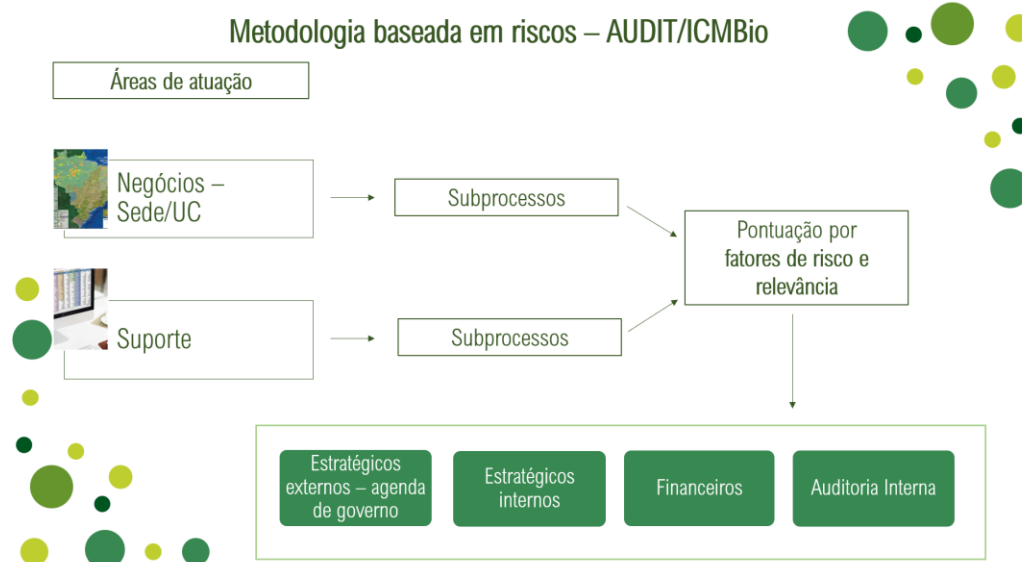 Metodologia baseada em riscos – AUDIT/ICMBio
Áreas de atuação
Negócios –
Sede/UC
Subprocessos
Pontuação por
fatores de risco e
relevância
Suporte
Subprocessos
Estratégicos
externos – agenda
de governo
Estratégicos
internos
Financeiros
Auditoria Interna